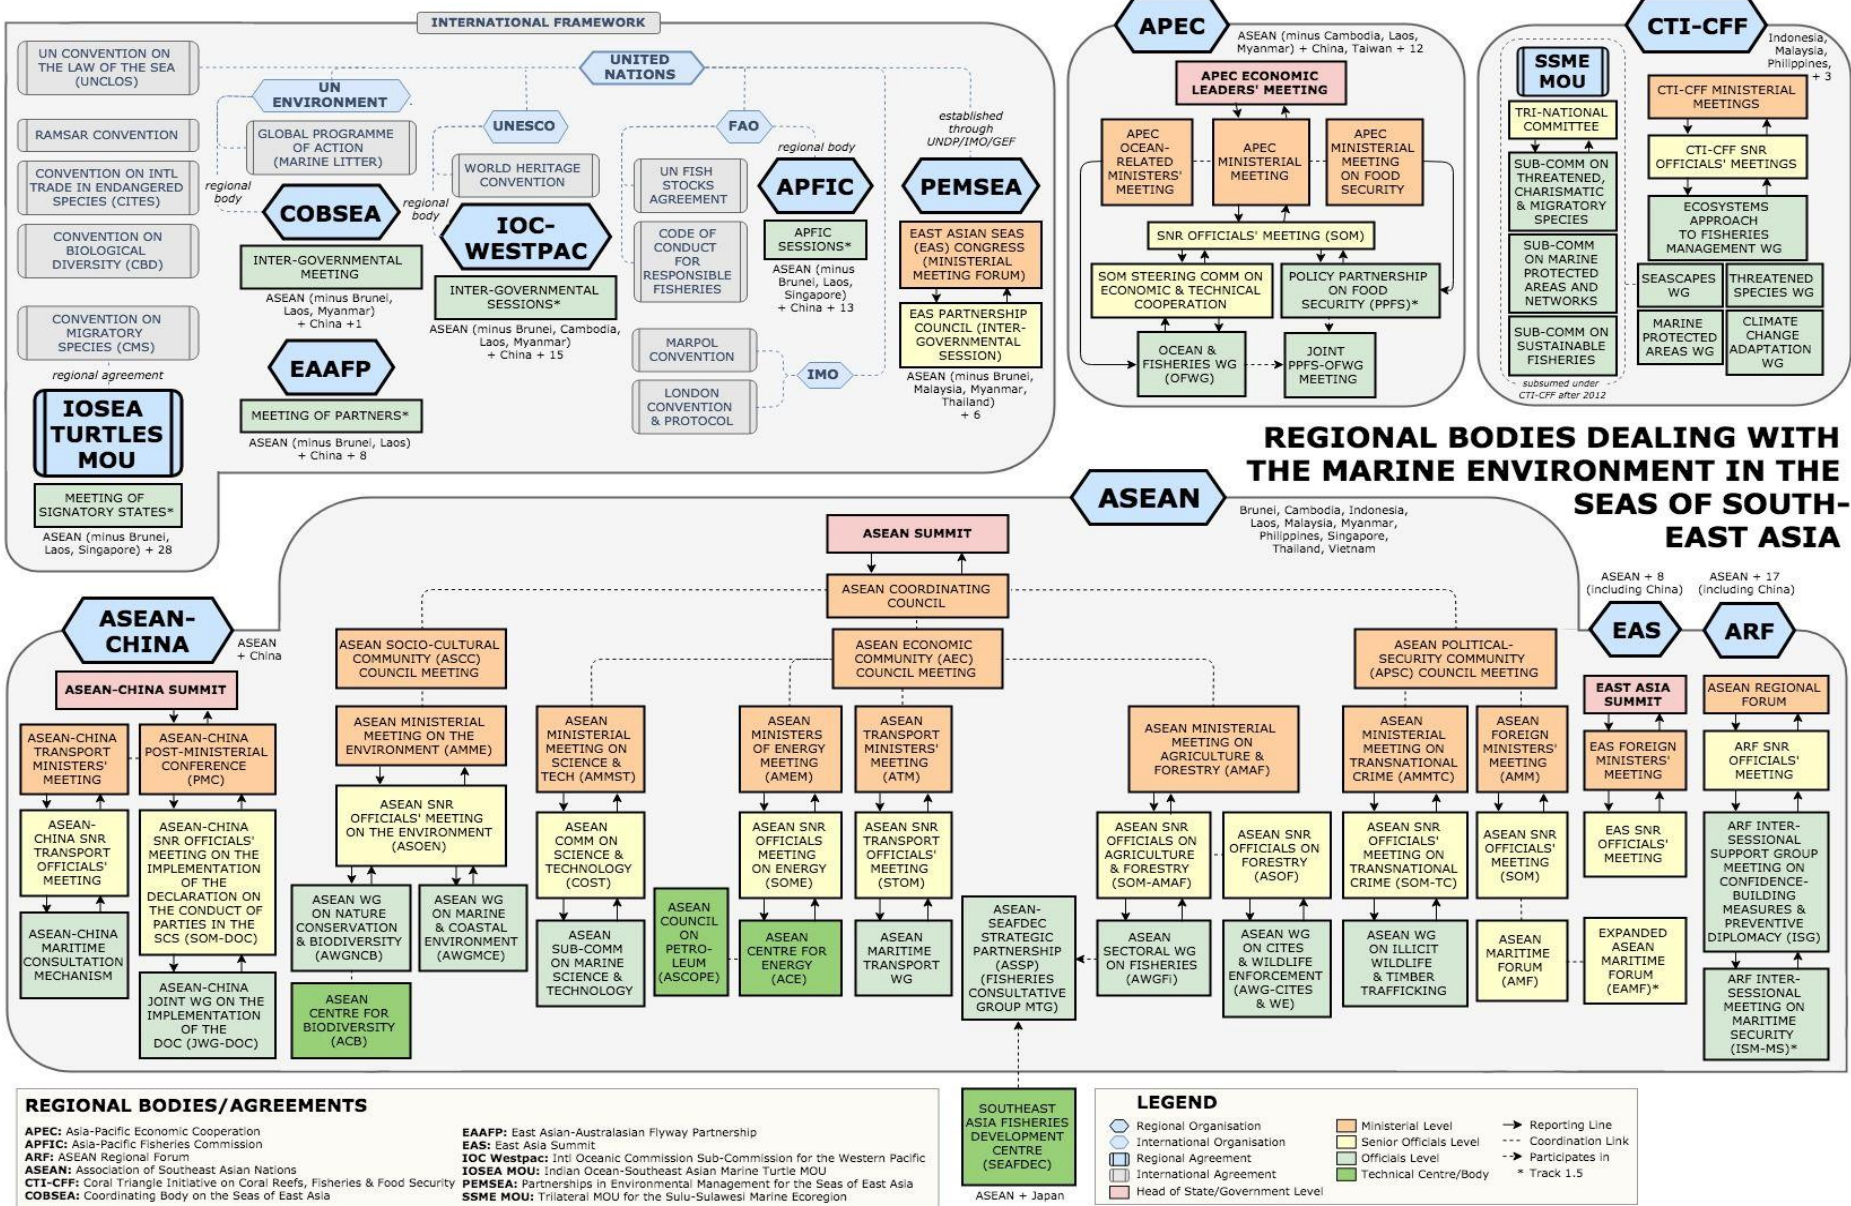 INTERNATIONAL FRAMEWORK
UN CONVENTION ON
THE LAW OF THE SEA
(UNCLOS)
RAMSAR CONVENTION
CONVENTION ON INTL
TRADE IN ENDANGERED
SPECIES (CITES)
CONVENTION ON
BIOLOGICAL
DIVERSITY (CBD)
CONVENTION ON
MIGRATORY
SPECIES (CMS)
regional agreement
IOSEA
TURTLES
MOU
MEETING OF
SIGNATORY STATES*
ASEAN (minus Brunei,
Laos, Singapore) + 28
UNITED
NATIONS
UN
ENVIRONMENT
GLOBAL PROGRAMME
OF ACTION
(MARINE LITTER)
regional
body
COBSEA
INTER-GOVERNMENTAL
MEETING
ASEAN (minus Brunei,
Laos, Myanmar)
+ China +1
EAAFP
MEETING OF PARTNERS*
ASEAN (minus Brunei, Laos)
+ China + 8
UNESCO
WORLD HERITAGE
CONVENTION
regional
body
IOC-
WESTPAC
INTER-GOVERNMENTAL
SESSIONS*
ASEAN (minus Brunei, Cambodia,
Laos, Myanmar)
+ China + 15
FAO
UN FISH
STOCKS
AGREEMENT
CODE OF
CONDUCT
FOR
RESPONSIBLE
FISHERIES
regional body
APFIC
APFIC
SESSIONS*
ASEAN (minus
Brunei, Laos,
Singapore)
+ China + 13
MARPOL
CONVENTION
LONDON
CONVENTION
& PROTOCOL
IMO
established
through
UNDP/IMO/GEF
PEMSEA
EAST ASIAN SEAS
(EAS) CONGRESS
(MINISTERIAL
MEETING FORUM)
EAS PARTNERSHIP
COUNCIL (INTER-
GOVERNMENTAL
SESSION)
ASEAN (minus Brunei,
Malaysia, Myanmar,
Thailand)
+ 6
APEC
ASEAN (minus Cambodia, Laos,
Myanmar) + China, Taiwan + 12
APEC ECONOMIC
LEADERS' MEETING
APEC
OCEAN-
RELATED
MINISTERS'
MEETING
APEC
MINISTERIAL
MEETING
APEC
MINISTERIAL
MEETING
ON FOOD
SECURITY
SNR OFFICIALS' MEETING (SOM)
SOM STEERING COMM ON
ECONOMIC & TECHNICAL
COOPERATION
POLICY PARTNERSHIP
ON FOOD
SECURITY (PPFS)*
OCEAN &
FISHERIES WG
(OFWG)
JOINT
PPFS-OFWG
MEETING
CTI-CFF
Indonesia,
Malaysia,
Philippines,
+ 3
SSME
MOU
TRI-NATIONAL
COMMITTEE
SUB-COMM ON
THREATENED,
CHARISMATIC
& MIGRATORY
SPECIES
SUB-COMM
ON MARINE
PROTECTED
AREAS AND
NETWORKS
SUB-COMM ON
SUSTAINABLE
FISHERIES
subsumed under
CTI-CFF after 2012
CTI-CFF MINISTERIAL
MEETINGS
CTI-CFF SNR
OFFICIALS' MEETINGS
ECOSYSTEMS
APPROACH
TO FISHERIES
MANAGEMENT WG
SEASCAPES
WG
THREATENED
SPECIES WG
MARINE
PROTECTED
AREAS WG
CLIMATE
CHANGE
ADAPTATION
WG
REGIONAL BODIES DEALING WITH
THE MARINE ENVIRONMENT IN THE
SEAS OF SOUTH-
EAST ASIA
ASEAN
Brunei, Cambodia, Indonesia,
Laos, Malaysia, Myanmar,
Philippines, Singapore,
Thailand, Vietnam
ASEAN SUMMIT
ASEAN COORDINATING
COUNCIL
ASEAN-
CHINA
ASEAN
+ China
ASEAN-CHINA SUMMIT
ASEAN-CHINA
TRANSPORT
MINISTERS'
MEETING
ASEAN-CHINA
POST-MINISTERIAL
CONFERENCE
(PMC)
ASEAN-
CHINA SNR
TRANSPORT
OFFICIALS'
MEETING
ASEAN-CHINA
SNR OFFICIALS'
MEETING ON THE
IMPLEMENTATION
OF THE
DECLARATION ON
THE CONDUCT OF
PARTIES IN THE
SCS (SOM-DOC)
ASEAN-CHINA
MARITIME
CONSULTATION
MECHANISM
ASEAN-CHINA
JOINT WG ON THE
IMPLEMENTATION
OF THE
DOC (JWG-DOC)
ASEAN SOCIO-CULTURAL
COMMUNITY (ASCC)
COUNCIL MEETING
ASEAN MINISTERIAL
MEETING ON THE
ENVIRONMENT (AMME)
ASEAN SNR
OFFICIALS' MEETING
ON THE ENVIRONMENT
(ASOEN)
ASEAN WG
ON NATURE
CONSERVATION
& BIODIVERSITY
(AWGNCB)
ASEAN WG
ON MARINE
& COASTAL
ENVIRONMENT
(AWGMCE)
ASEAN
CENTRE FOR
BIODIVERSITY
(ACB)
ASEAN ECONOMIC
COMMUNITY (AEC)
COUNCIL MEETING
ASEAN
MINISTERIAL
MEETING ON
SCIENCE &
TECH (AMMST)
ASEAN
COMM ON
SCIENCE &
TECHNOLOGY
(COST)
ASEAN
SUB-COMM
ON MARINE
SCIENCE &
TECHNOLOGY
ASEAN
COUNCIL
ON
PETRO-
LEUM
(ASCOPE)
ASEAN
MINISTERS
OF ENERGY
MEETING
(AMEM)
ASEAN SNR
OFFICIALS
MEETING
ON ENERGY
(SOME)
ASEAN
CENTRE FOR
ENERGY
(ACE)
ASEAN
TRANSPORT
MINISTERS'
MEETING
(ATM)
ASEAN SNR
TRANSPORT
OFFICIALS'
MEETING
(STOM)
ASEAN
MARITIME
TRANSPORT
WG
ASEAN-
SEAFDEC
STRATEGIC
PARTNERSHIP
(ASSP)
(FISHERIES
CONSULTATIVE
GROUP MTG)
ASEAN MINISTERIAL
MEETING ON
AGRICULTURE &
FORESTRY (AMAF)
ASEAN SNR
OFFICIALS ON
AGRICULTURE
& FORESTRY
(SOM-AMAF)
ASEAN SNR
OFFICIALS ON
FORESTRY
(ASOF)
ASEAN
SECTORAL WG
ON FISHERIES
(AWGFi)
ASEAN WG
ON CITES
& WILDLIFE
ENFORCEMENT
(AWG-CITES
& WE)
ASEAN POLITICAL-
SECURITY COMMUNITY
(APSC) COUNCIL MEETING
ASEAN
MINISTERIAL
MEETING ON
TRANSNATIONAL
CRIME (AMMTC)
ASEAN SNR
OFFICIALS'
MEETING ON
TRANSNATIONAL
CRIME (SOM-TC)
ASEAN WG
ON ILLICIT
WILDLIFE
& TIMBER
TRAFFICKING
ASEAN
FOREIGN
MINISTERS'
MEETING
(AMM)
ASEAN SNR
OFFICIALS'
MEETING
(SOM)
ASEAN
MARITIME
FORUM
(AMF)
ASEAN + 8
(including China)
EAS
EAST ASIA
SUMMIT
EAS FOREIGN
MINISTERS'
MEETING
EAS SNR
OFFICIALS'
MEETING
EXPANDED
ASEAN
MARITIME
FORUM
(EAMF)*
ASEAN + 17
(including China)
ARF
ASEAN REGIONAL
FORUM
ARF SNR
OFFICIALS'
MEETING
ARF INTER-
SESSIONAL
SUPPORT GROUP
MEETING ON
CONFIDENCE-
BUILDING
MEASURES &
PREVENTIVE
DIPLOMACY (ISG)
ARF INTER-
SESSIONAL
MEETING ON
MARITIME
SECURITY
(ISM-MS)*
REGIONAL BODIES/AGREEMENTS
APEC: Asia-Pacific Economic Cooperation
APFIC: Asia-Pacific Fisheries Commission
ARF: ASEAN Regional Forum
ASEAN: Association of Southeast Asian Nations
CTI-CFF: Coral Triangle Initiative on Coral Reefs, Fisheries & Food Security
COBSEA: Coordinating Body on the Seas of East Asia
EAAFP: East Asian-Australasian Flyway Partnership
EAS: East Asia Summit
IOC Westpac: Intl Oceanic Commission Sub-Commission for the Western Pacific
IOSEA MOU: Indian Ocean-Southeast Asian Marine Turtle MOU
PEMSEA: Partnerships in Environmental Management for the Seas of East Asia
SSME MOU: Trilateral MOU for the Sulu-Sulawesi Marine Ecoregion
SOUTHEAST
ASIA FISHERIES
DEVELOPMENT
CENTRE
(SEAFDEC)
ASEAN + Japan
LEGEND
Regional Organisation
International Organisation
Regional Agreement
International Agreement
Head of State/Government Level
Ministerial Level
Senior Officials Level
Officials Level
Technical Centre/Body
Reporting Line
Coordination Link
Participates in
* Track 1.5